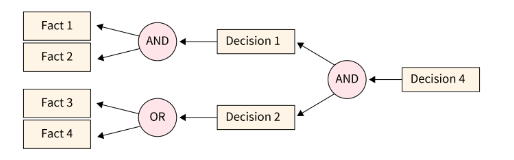 Fact 1
Fact 2
AND
Decision 1
AND
Decision 4
Fact 3
Fact 4
OR
Decision 2